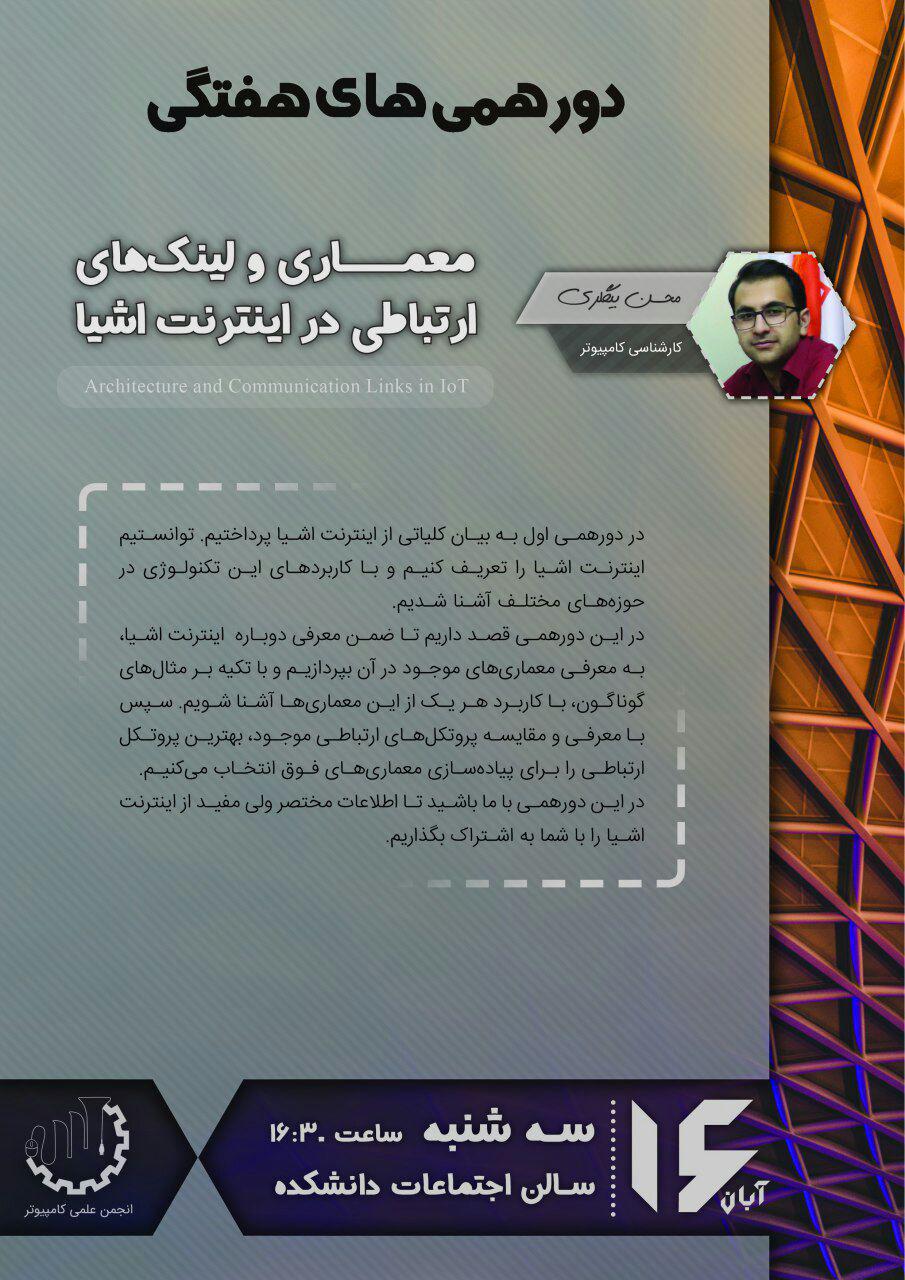 دورهمی های هفتگی
معماری و لینک‌های
ارتباطی در اینترنت اشیا
Architecture and Communication Links in IoT
محسن بیگلری
کارشناسی کامپیوتر
در دورهمی اول به بیان کلیاتی از اینترنت اشیا پرداختیم. توانستیم
اینترنت اشیا را تعریف کنیم و با کاربردهای این تکنولوژی در
حوزه‌های مختلف آشنا شدیم.
در این دورهمی قصد داریم تا ضمن معرفی دوباره اینترنت اشیا،
به معرفی معماری‌های موجود در آن بپردازیم و با تکیه بر مثال‌های
گوناگون، با کاربرد هر یک از این معماری‌ها آشنا شویم. سپس
با معرفی و مقایسه پروتکل‌های ارتباطی موجود، بهترین پروتکل
ارتباطی را برای پیاده‌سازی معماری‌های فوق انتخاب می‌کنیم.
در این دورهمی با ما باشید تا اطلاعات مختصر ولی مفید از اینترنت
اشیا را با شما به اشتراک بگذاریم.
۱۶ آبان
سه شنبه ساعت ۱۶:۳۰
سالن اجتماعات دانشکده
انجمن علمی کامپیوتر